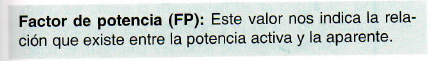 Factor de potencia (FP): Este valor nos indica la rela-
ción que existe entre la potencia activa y la aparente.